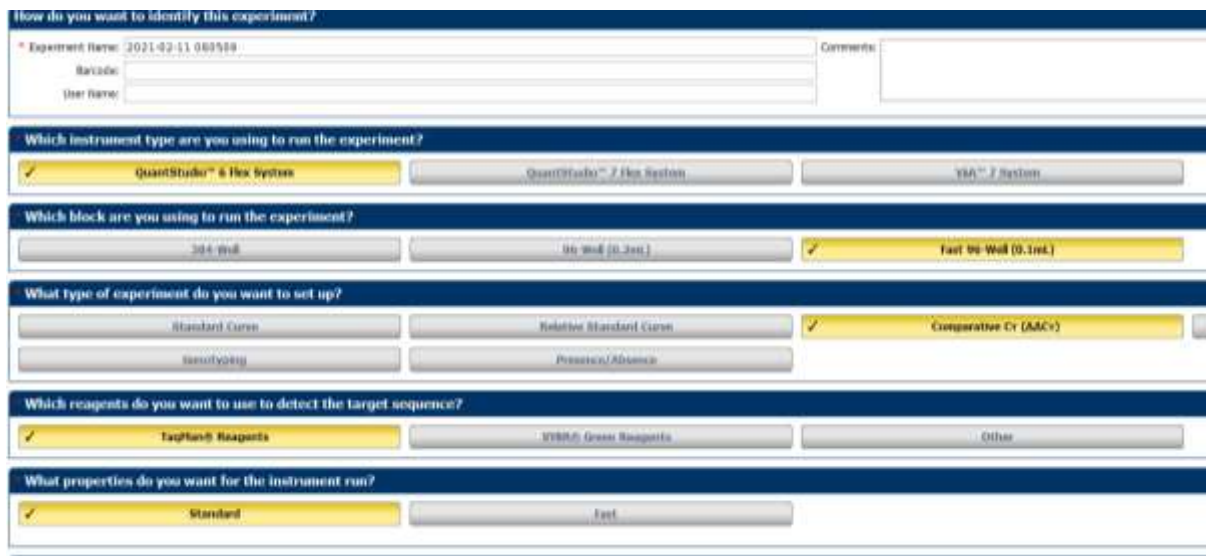 How do you want to identify this experiment?
* Experiment Name: 2021-02-11 080508 Comments:
Barcode:
User Name:
Which instrument type are you using to run the experiment?
✓ QuantStudio™ 6 Flex System QuantStudio™ 7 Flex System ViiA™ 7 System
Which block are you using to run the experiment?
384-Well 96-Well (0.2mL) ✓ Fast 96-Well (0.1mL)
What type of experiment do you want to set up?
Standard Curve Relative Standard Curve ✓ Comparative Cт (ΔΔCт)
Genotyping Presence/Absence
Which reagents do you want to use to detect the target sequence?
✓ TaqMan® Reagents SYBR® Green Reagents Other
What properties do you want for the instrument run?
✓ Standard Fast